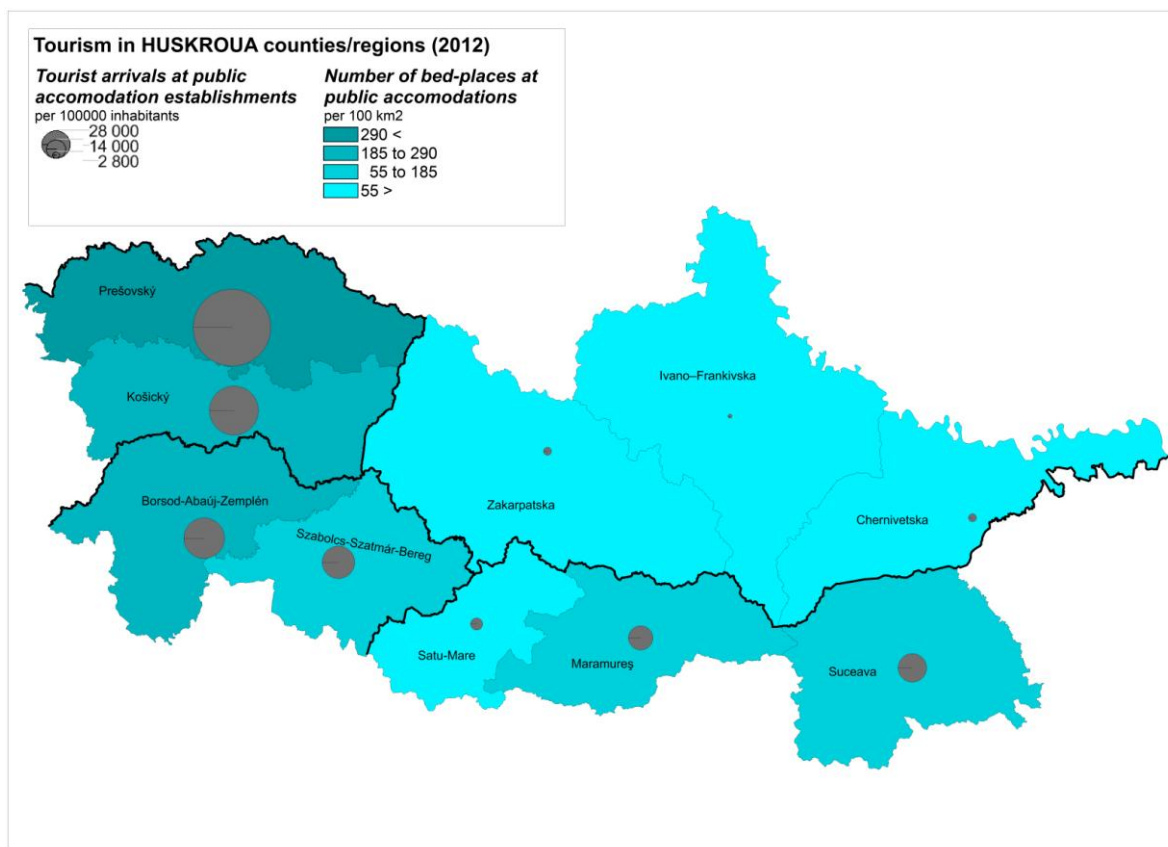 Tourism in HUSKROUA counties/regions (2012)
Tourist arrivals at public
accomodation establishments
per 100000 inhabitants
28 000
14 000
2 800
Number of bed-places at
public accomodations
per 100 km2
290 <
185 to 290
55 to 185
55 >
Prešovský
Ivano–Frankivska
Košický
Borsod-Abaúj-Zemplén
Zakarpatska
Chernivetska
Szabolcs-Szatmár-Bereg
Satu-Mare
Maramureş
Suceava